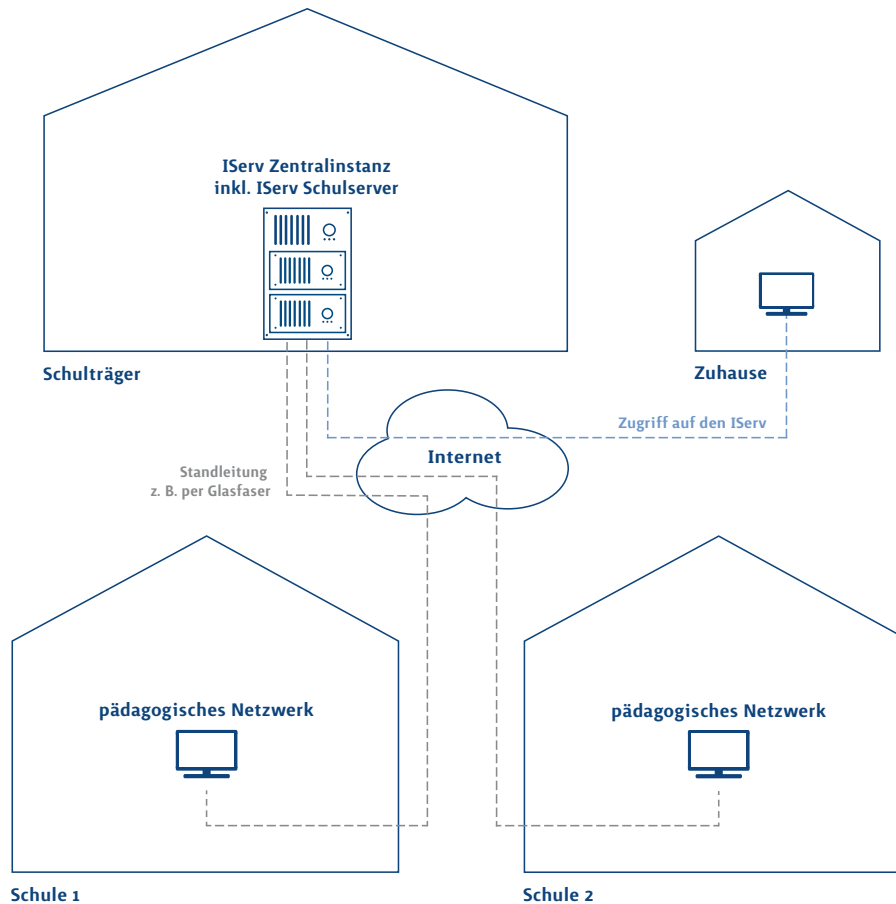 IServ Zentralinstanz
inkl. IServ Schulserver
Schulträger
Zuhause
Zugriff auf den IServ
Internet
Standleitung
z. B. per Glasfaser
pädagogisches Netzwerk
pädagogisches Netzwerk
Schule 1
Schule 2